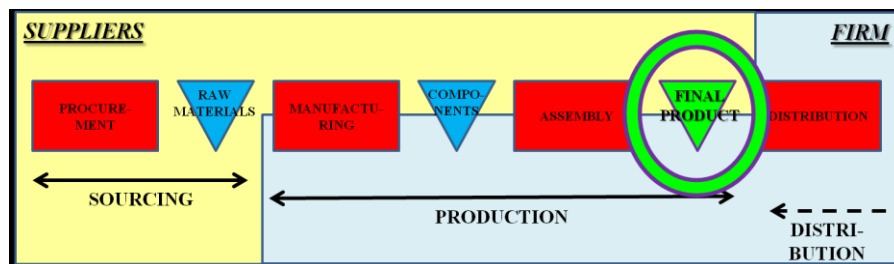 SUPPLIERS
FIRM
PROCURE-
MENT
RAW
MATERIALS
MANUFACTU-
RING
COMPO-
NENTS
ASSEMBLY
FINAL
PRODUCT
DISTRIBUTION
SOURCING
PRODUCTION
DISTRI-
BUTION